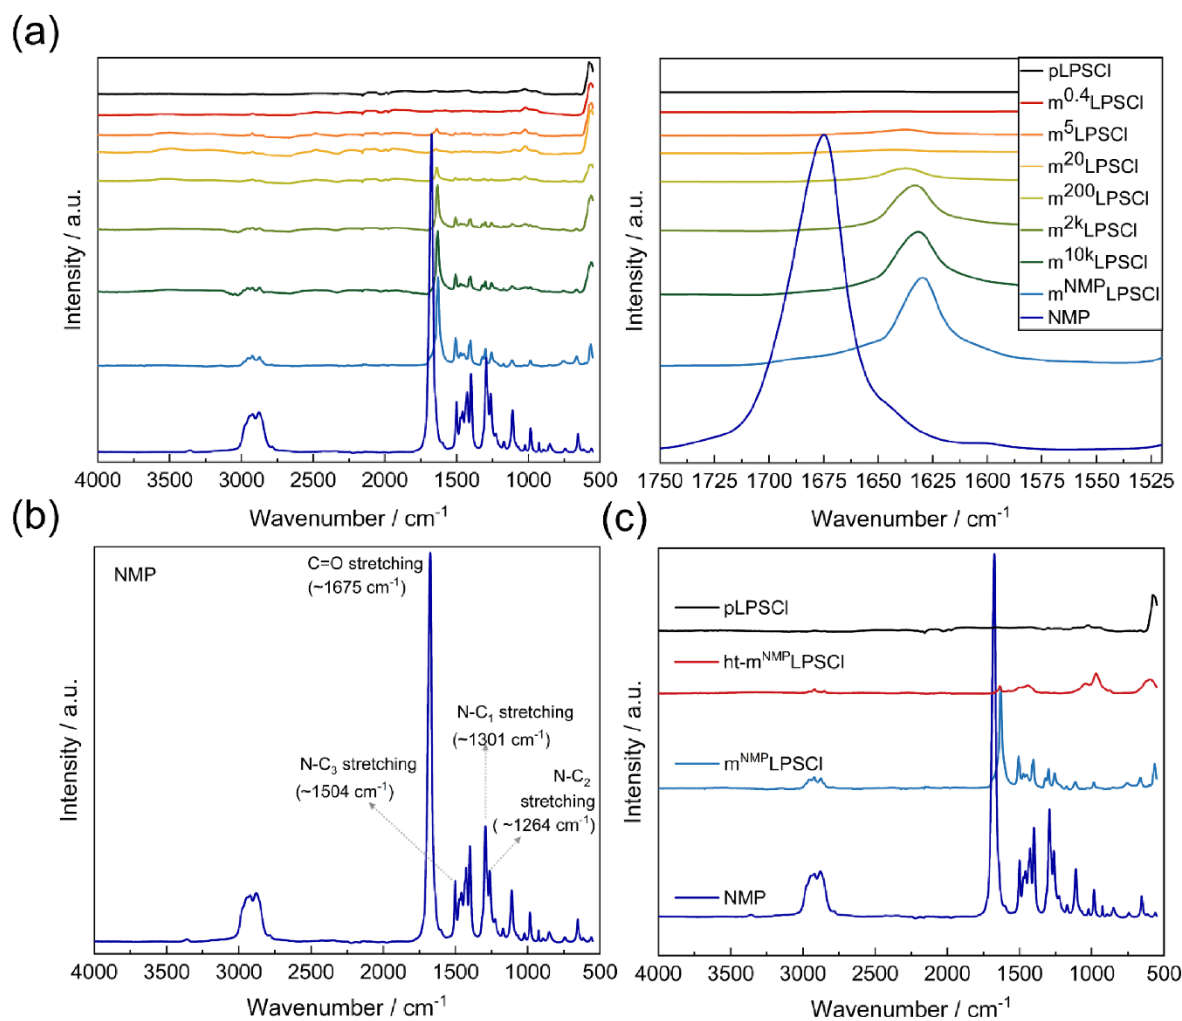 (a)
Intensity / a.u.
4000 3500 3000 2500 2000 1500 1000 500
Wavenumber / cm-1
Intensity / a.u.
pLPSCl
m0.4LPSCl
m5LPSCl
m20LPSCl
m200LPSCl
m2kLPSCl
m10kLPSCl
mNMPLPSCl
NMP
1750 1725 1700 1675 1650 1625 1600 1575 1550 1525
Wavenumber / cm-1
(b)
Intensity / a.u.
NMP
C=O stretching
(~1675 cm-1)
N-C1 stretching
(~1301 cm-1)
N-C3 stretching
(~1504 cm-1)
N-C2
stretching
( ~1264 cm-1)
4000 3500 3000 2500 2000 1500 1000 500
Wavenumber / cm-1
(c)
Intensity / a.u.
pLPSCl
ht-mNMPLPSCl
mNMPLPSCl
NMP
4000 3500 3000 2500 2000 1500 1000 500
Wavenumber / cm-1